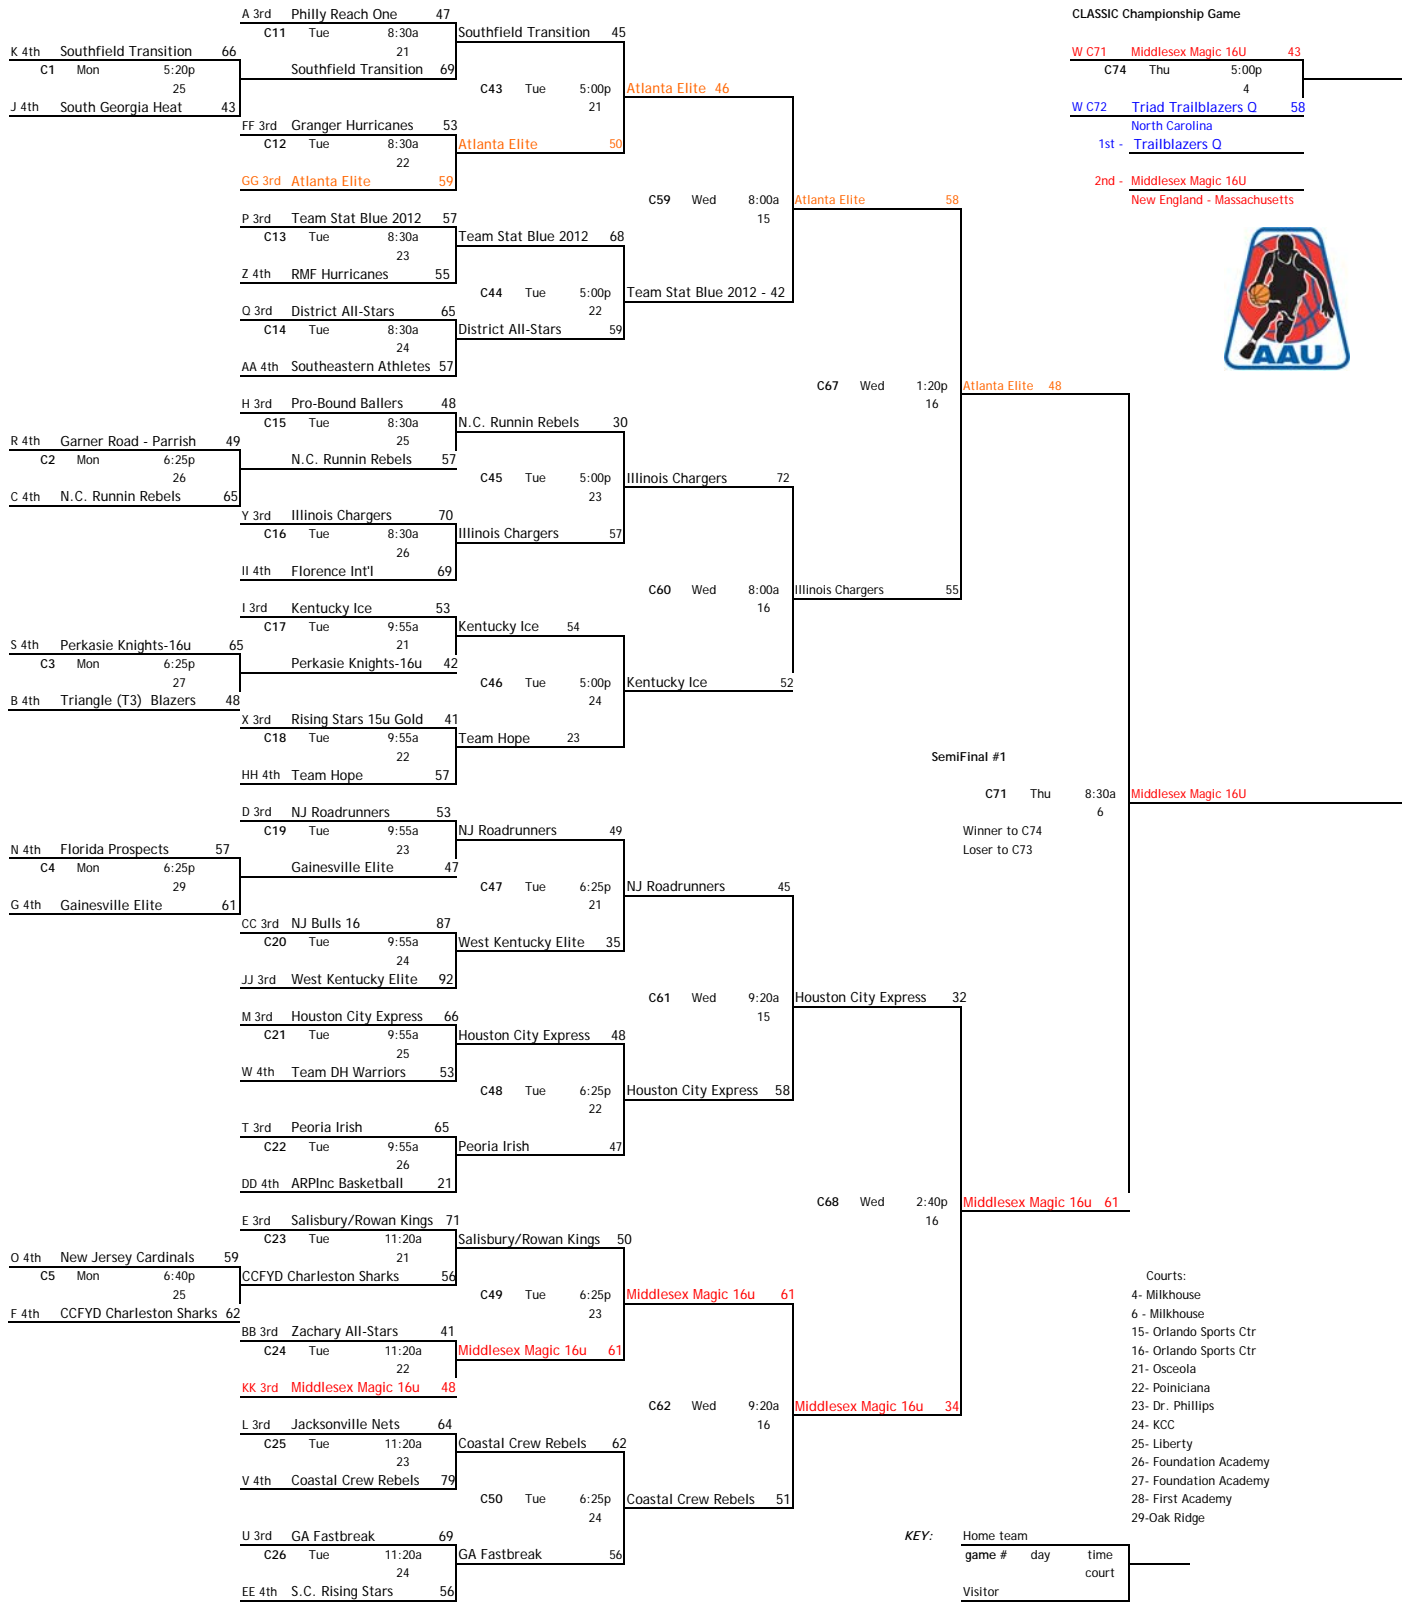 A 3rd Philly Reach One 47
CLASSIC Championship Game
C11 Tue 8:30a Southfield Transition 45
K 4th Southfield Transition 66 21
W C71 Middlesex Magic 16U 43
C1 Mon 5:20p Southfield Transition 69
C74 Thu 5:00p
25 C43 Tue 5:00p Atlanta Elite 46
4
J 4th South Georgia Heat 43 21
W C72 Triad Trailblazers Q 58
FF 3rd Granger Hurricanes 53
North Carolina
C12 Tue 8:30a Atlanta Elite 50
1st - Trailblazers Q
22
GG 3rd Atlanta Elite 59
2nd - Middlesex Magic 16U
C59 Wed 8:00a Atlanta Elite 58
New England - Massachusetts
P 3rd Team Stat Blue 2012 57 15
C13 Tue 8:30a Team Stat Blue 2012 68
23
Z 4th RMF Hurricanes 55
C44 Tue 5:00p Team Stat Blue 2012 - 42
Q 3rd District All-Stars 65 22
C14 Tue 8:30a District All-Stars 59
24
AAU
AA 4th Southeastern Athletes 57
C67 Wed 1:20p Atlanta Elite 48
H 3rd Pro-Bound Ballers 48 16
C15 Tue 8:30a N.C. Runnin Rebels 30
R 4th Garner Road - Parrish 49 25
C2 Mon 6:25p N.C. Runnin Rebels 57
26 C45 Tue 5:00p Illinois Chargers 72
C 4th N.C. Runnin Rebels 65 23
Y 3rd Illinois Chargers 70
C16 Tue 8:30a Illinois Chargers 57
26
II 4th Florence Int'l 69
C60 Wed 8:00a Illinois Chargers 55
I 3rd Kentucky Ice 53 16
C17 Tue 9:55a Kentucky Ice 54
S 4th Perkasie Knights-16u 65 21
C3 Mon 6:25p Perkasie Knights-16u 42
27 C46 Tue 5:00p Kentucky Ice 52
B 4th Triangle (T3) Blazers 48 24
X 3rd Rising Stars 15u Gold 41
C18 Tue 9:55a Team Hope 23
22
SemiFinal #1
HH 4th Team Hope 57
C71 Thu 8:30a Middlesex Magic 16U
D 3rd NJ Roadrunners 53 6
C19 Tue 9:55a NJ Roadrunners 49
Winner to C74
N 4th Florida Prospects 57 23
Loser to C73
C4 Mon 6:25p Gainesville Elite 47
29 C47 Tue 6:25p NJ Roadrunners 45
G 4th Gainesville Elite 61 21
CC 3rd NJ Bulls 16 87
C20 Tue 9:55a West Kentucky Elite 35
24
JJ 3rd West Kentucky Elite 92
C61 Wed 9:20a Houston City Express 32
M 3rd Houston City Express 66 15
C21 Tue 9:55a Houston City Express 48
25
W 4th Team DH Warriors 53
C48 Tue 6:25p Houston City Express 58
22
T 3rd Peoria Irish 65
C22 Tue 9:55a Peoria Irish 47
26
DD 4th ARPInc Basketball 21
C68 Wed 2:40p Middlesex Magic 16u 61
E 3rd Salisbury/Rowan Kings 71 16
C23 Tue 11:20a Salisbury/Rowan Kings 50
O 4th New Jersey Cardinals 59 21
C5 Mon 6:40p CCFYD Charleston Sharks 56
Courts:
25 C49 Tue 6:25p Middlesex Magic 16u 61
4- Milkhouse
F 4th CCFYD Charleston Sharks 62 23
6 - Milkhouse
BB 3rd Zachary All-Stars 41
15- Orlando Sports Ctr
C24 Tue 11:20a Middlesex Magic 16u 61
16- Orlando Sports Ctr
22
21- Osceola
KK 3rd Middlesex Magic 16u 48
22- Poiniciana
C62 Wed 9:20a Middlesex Magic 16u 34
23- Dr. Phillips
L 3rd Jacksonville Nets 64 16
24- KCC
C25 Tue 11:20a Coastal Crew Rebels 62
25- Liberty
23
26- Foundation Academy
V 4th Coastal Crew Rebels 79
27- Foundation Academy
C50 Tue 6:25p Coastal Crew Rebels 51
28- First Academy
24
29-Oak Ridge
U 3rd GA Fastbreak 69
KEY: Home team
C26 Tue 11:20a GA Fastbreak 56
game # day time
24
court
EE 4th S.C. Rising Stars 56
Visitor